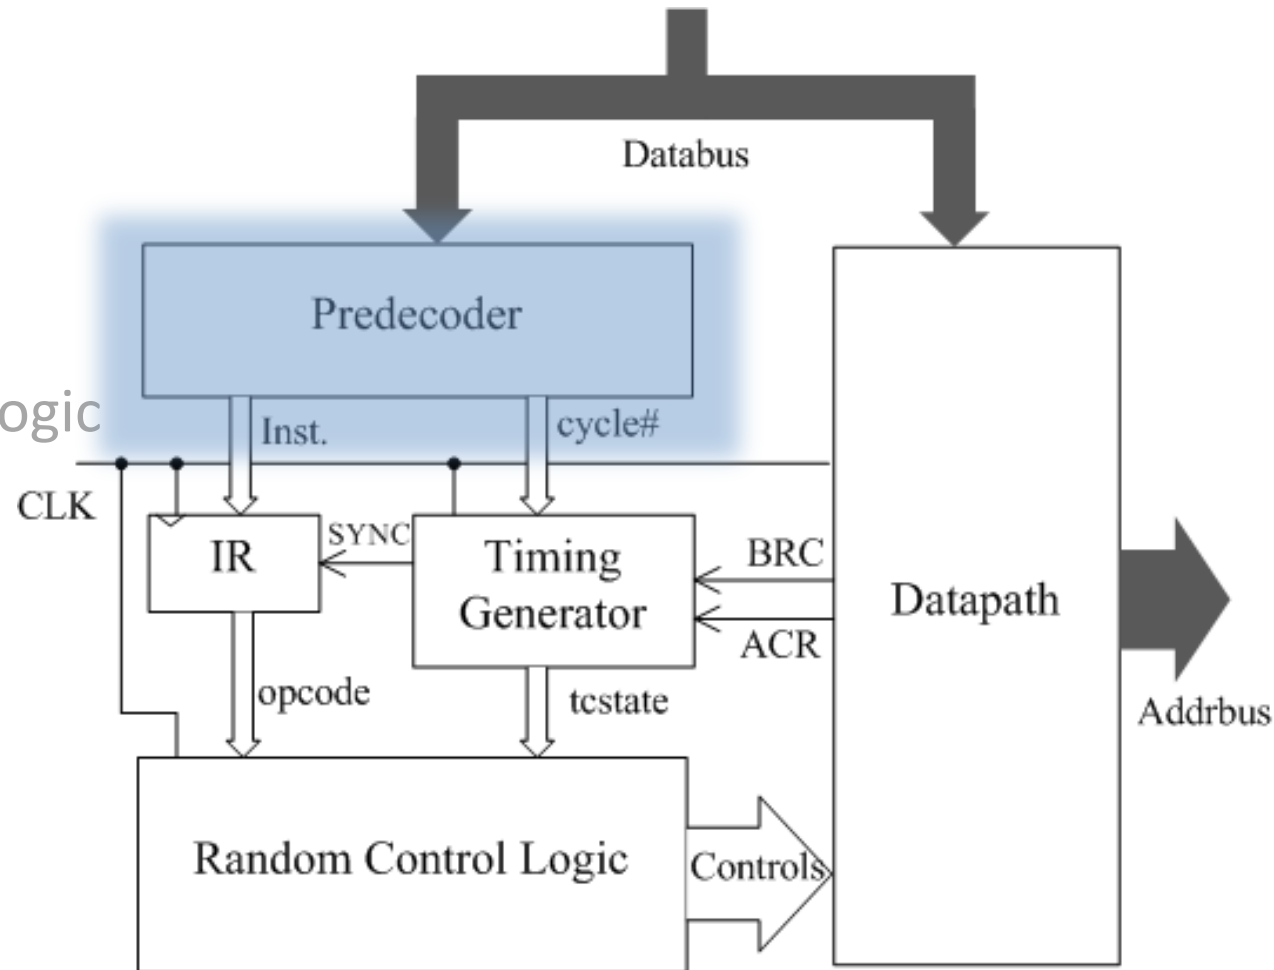 Databus
Predecoder
ogic
Inst.
cycle#
CLK
IR
SYNC
Timing
Generator
BRC
ACR
Datapath
opcode
tcstate
Addrbus
Random Control Logic
Controls